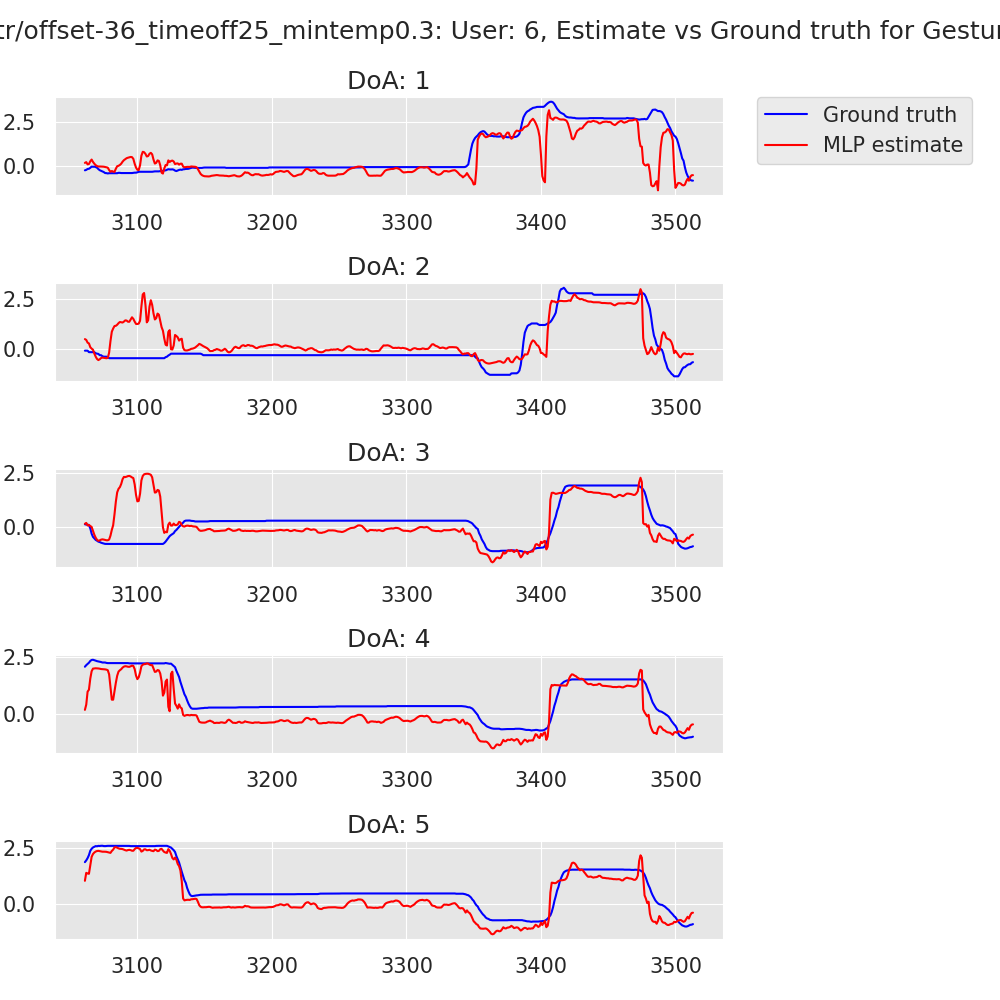 tr/offset-36_timeoff25_mintemp0.3: User: 6, Estimate vs Ground truth for Gestur
DoA: 1
Ground truth
MLP estimate
2.5
0.0
3100 3200 3300 3400 3500
DoA: 2
2.5
0.0
3100 3200 3300 3400 3500
DoA: 3
2.5
0.0
3100 3200 3300 3400 3500
DoA: 4
2.5
0.0
3100 3200 3300 3400 3500
DoA: 5
2.5
0.0
3100 3200 3300 3400 3500